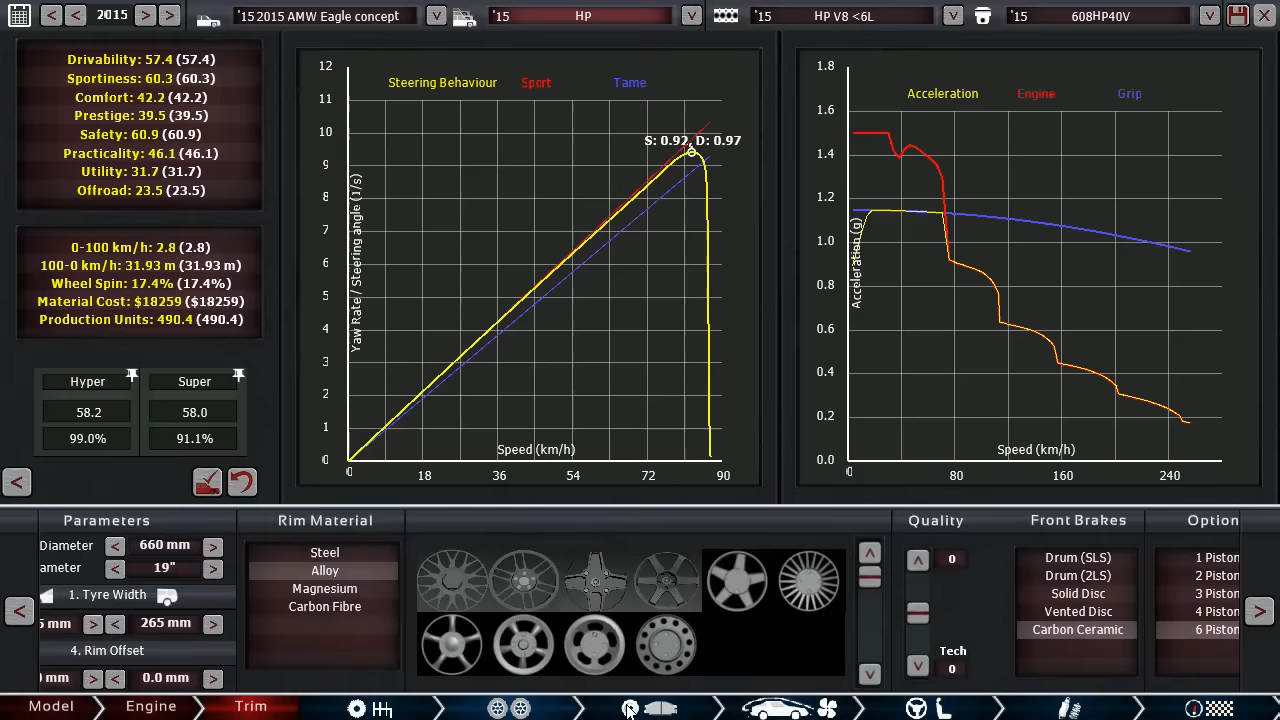 2015
'15 2015 AMW Eagle concept
'15 HP
'15 HP V8 <6L
'15 608HP40V
Drivability: 57.4 (57.4)
Sportiness: 60.3 (60.3)
Comfort: 42.2 (42.2)
Prestige: 39.5 (39.5)
Safety: 60.9 (60.9)
Practicality: 46.1 (46.1)
Utility: 31.7 (31.7)
Offroad: 23.5 (23.5)
0-100 km/h: 2.8 (2.8)
100-0 km/h: 31.93 m (31.93 m)
Wheel Spin: 17.4% (17.4%)
Material Cost: $18259 ($18259)
Production Units: 490.4 (490.4)
Hyper Super
58.2 58.0
99.0% 91.1%
Steering Behaviour Sport Tame
S: 0.92, D: 0.97
Yaw Rate / Steering angle (1/s)
12
11
10
9
8
7
6
5
4
3
2
1
0
Speed (km/h)
0 18 36 54 72 90
Acceleration Engine Grip
Acceleration (g)
1.8
1.6
1.4
1.2
1.0
0.8
0.6
0.4
0.2
0.0
Speed (km/h)
0 80 160 240
Parameters
Diameter 660 mm
ameter 19"
1. Tyre Width
5 mm 265 mm
4. Rim Offset
0 mm 0.0 mm
Rim Material
Steel
Alloy
Magnesium
Carbon Fibre
Quality
0
Tech
0
Front Brakes
Drum (SLS)
Drum (2LS)
Solid Disc
Vented Disc
Carbon Ceramic
Option
1 Piston
2 Piston
3 Piston
4 Piston
6 Piston
Model Engine Trim